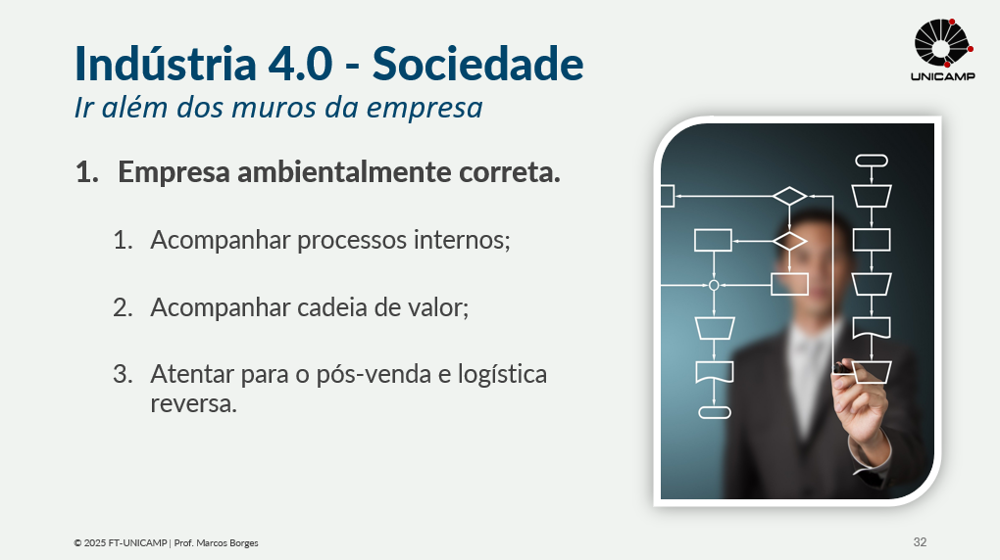 Indústria 4.0 - Sociedade
Ir além dos muros da empresa
UNICAMP
1. Empresa ambientalmente correta.
1. Acompanhar processos internos;
2. Acompanhar cadeia de valor;
3. Atentar para o pós-venda e logística
reversa.
© 2025 FT-UNICAMP | Prof. Marcos Borges
32